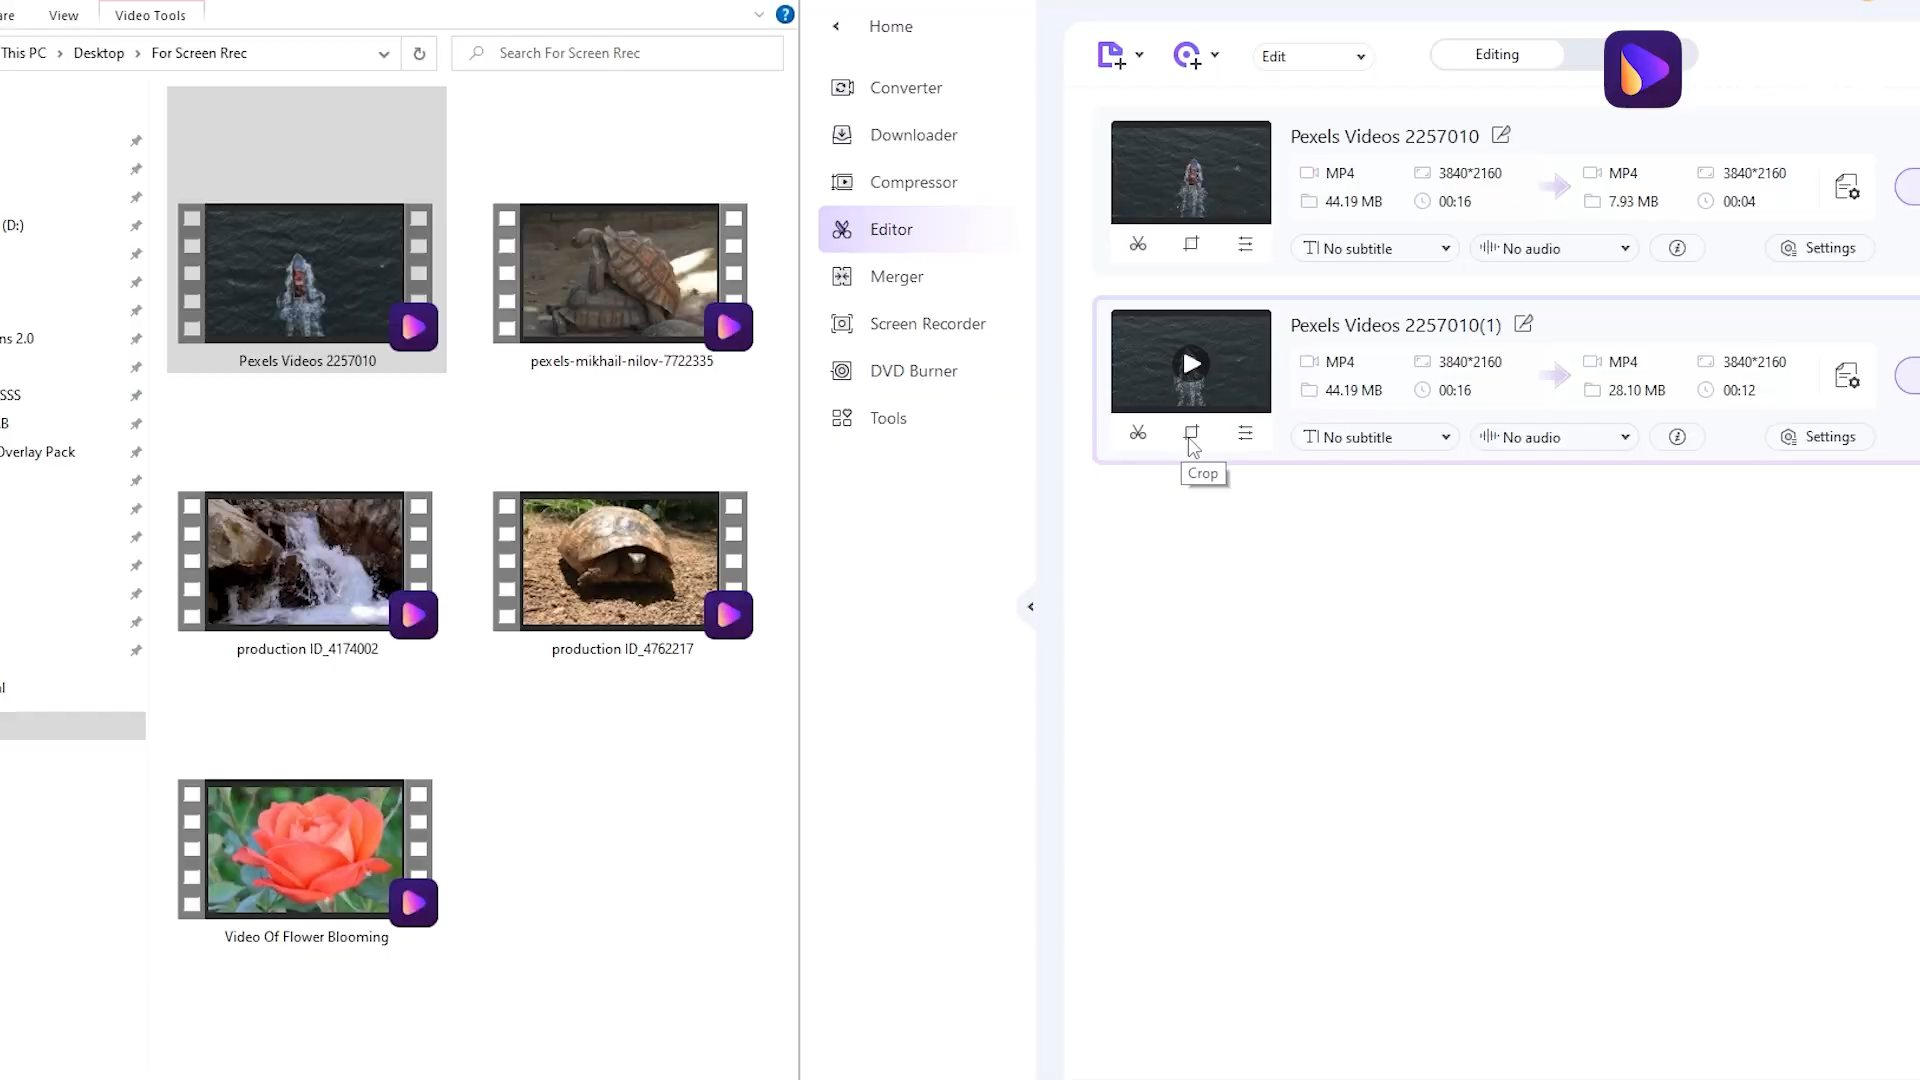 are
View
Video Tools
?
This PC > Desktop > For Screen Rrec
Search For Screen Rrec
(D:)
ns 2.0
SSS
B
Overlay Pack
Pexels Videos 2257010
pexels-mikhail-nilov-7722335
production ID_4174002
production ID_4762217
Video Of Flower Blooming
Home
Converter
Downloader
Compressor
Editor
Merger
Screen Recorder
DVD Burner
Tools
Edit
Editing
Pexels Videos 2257010
MP4 3840*2160 MP4 3840*2160
44.19 MB 00:16 7.93 MB 00:04
No subtitle No audio Settings
Pexels Videos 2257010(1)
MP4 3840*2160 MP4 3840*2160
44.19 MB 00:16 28.10 MB 00:12
No subtitle No audio Settings
Crop